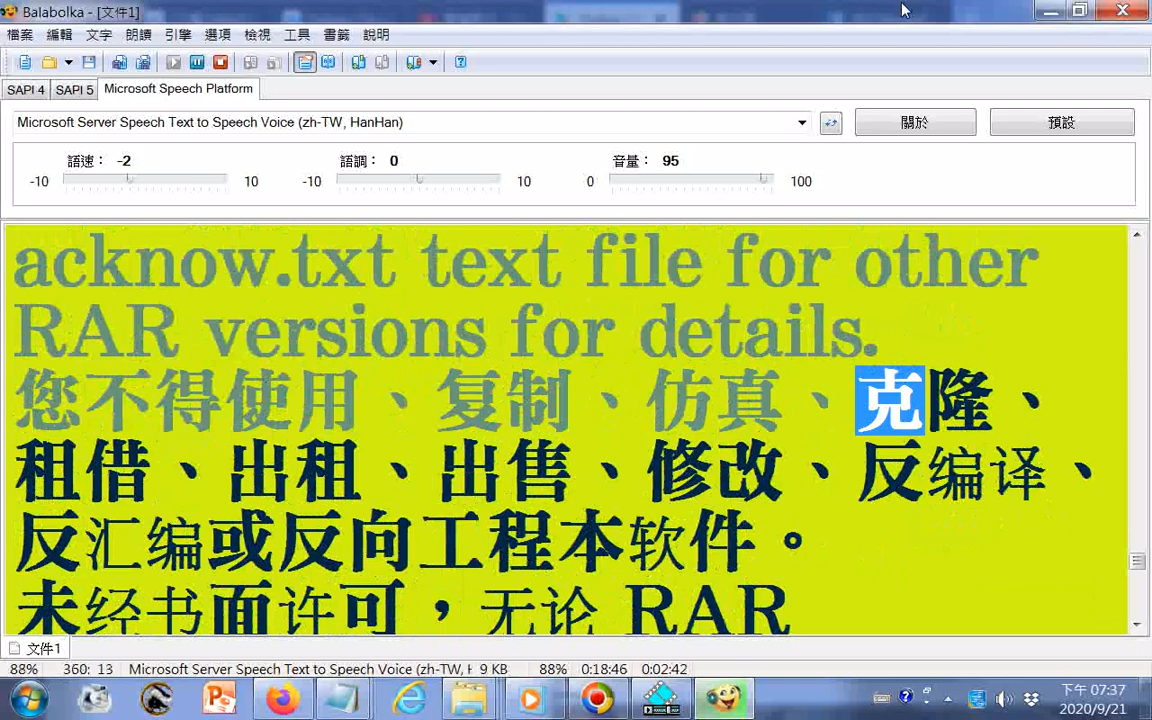 Balabolka - [文件1]
檔案 編輯 文字 朗讀 引擎 選項 檢視 工具 書籤 說明
SAPI 4 SAPI 5 Microsoft Speech Platform
Microsoft Server Speech Text to Speech Voice (zh-TW, HanHan) 關於 預設
語速： -2 語調： 0 音量： 95
-10 10 -10 10 0 100
acknow.txt text file for other
RAR versions for details.
您不得使用、复制、仿真、克隆、
租借、出租、出售、修改、反编译、
反汇编或反向工程本软件。
未经书面许可，无论 RAR
文件1
88% 360: 13 Microsoft Server Speech Text to Speech Voice (zh-TW, H 9 KB 88% 0:18:46 0:02:42
下午 07:37
2020/9/21